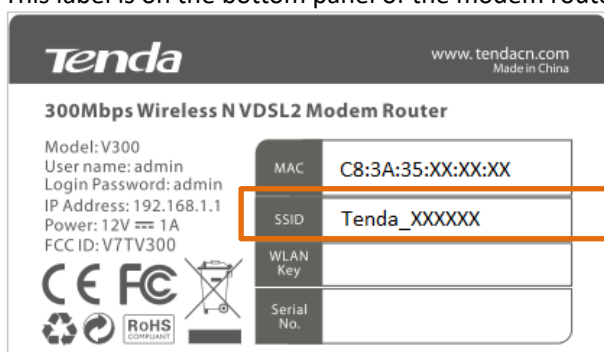 This label is on the bottom panel of the modem route
Tenda
www.tendacn.com
Made in China
300Mbps Wireless N VDSL2 Modem Router
Model: V300
User name: admin
Login Password: admin
IP Address: 192.168.1.1
Power: 12V ⎓ 1A
FCC ID: V7TV300
MAC C8:3A:35:XX:XX:XX
SSID Tenda_XXXXXX
WLAN Key
Serial No.
CE FC
RoHS
COMPLIANT